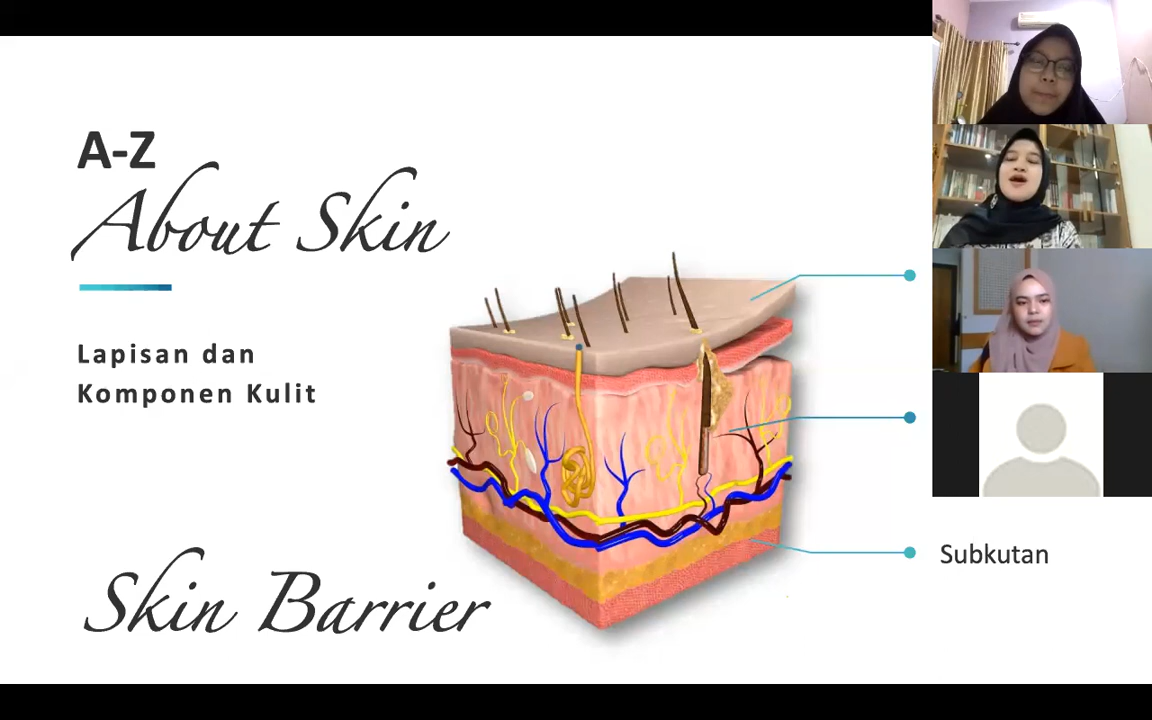 A-Z
About Skin
Lapisan dan
Komponen Kulit
Subkutan
Skin Barrier